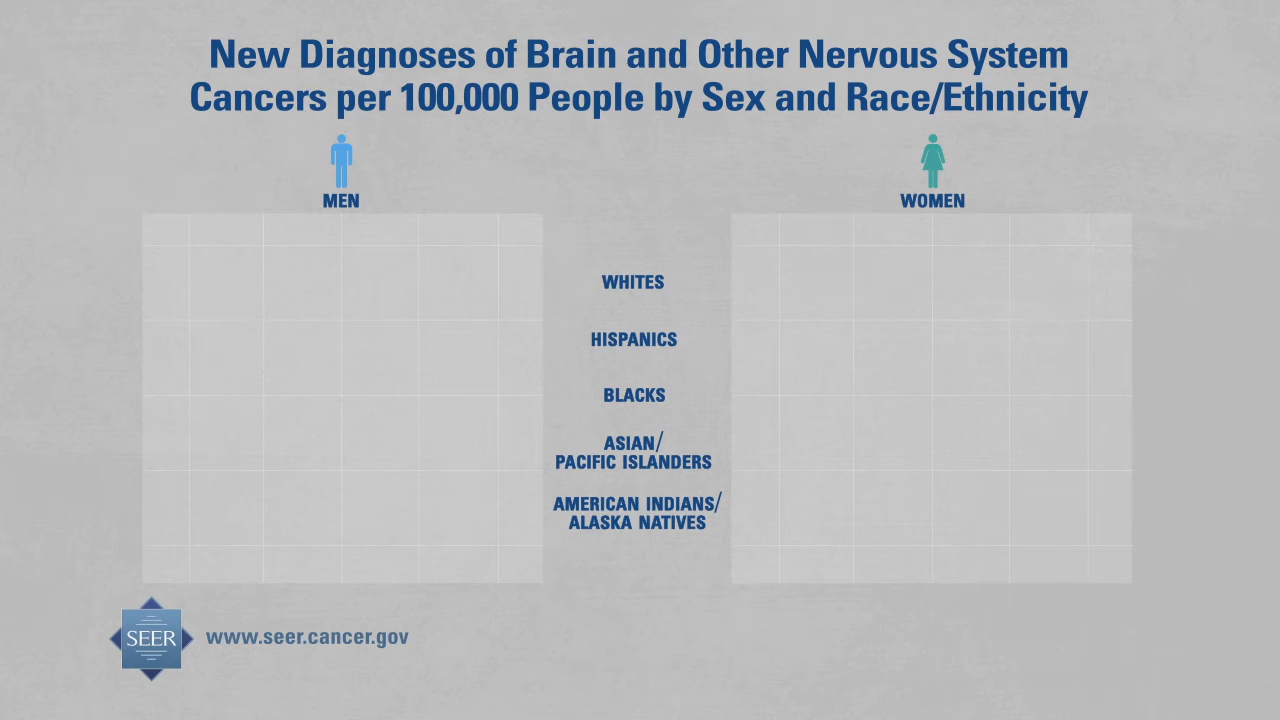 New Diagnoses of Brain and Other Nervous System
Cancers per 100,000 People by Sex and Race/Ethnicity
MEN
WOMEN
WHITES
HISPANICS
BLACKS
ASIAN/
PACIFIC ISLANDERS
AMERICAN INDIANS/
ALASKA NATIVES
SEER
www.seer.cancer.gov